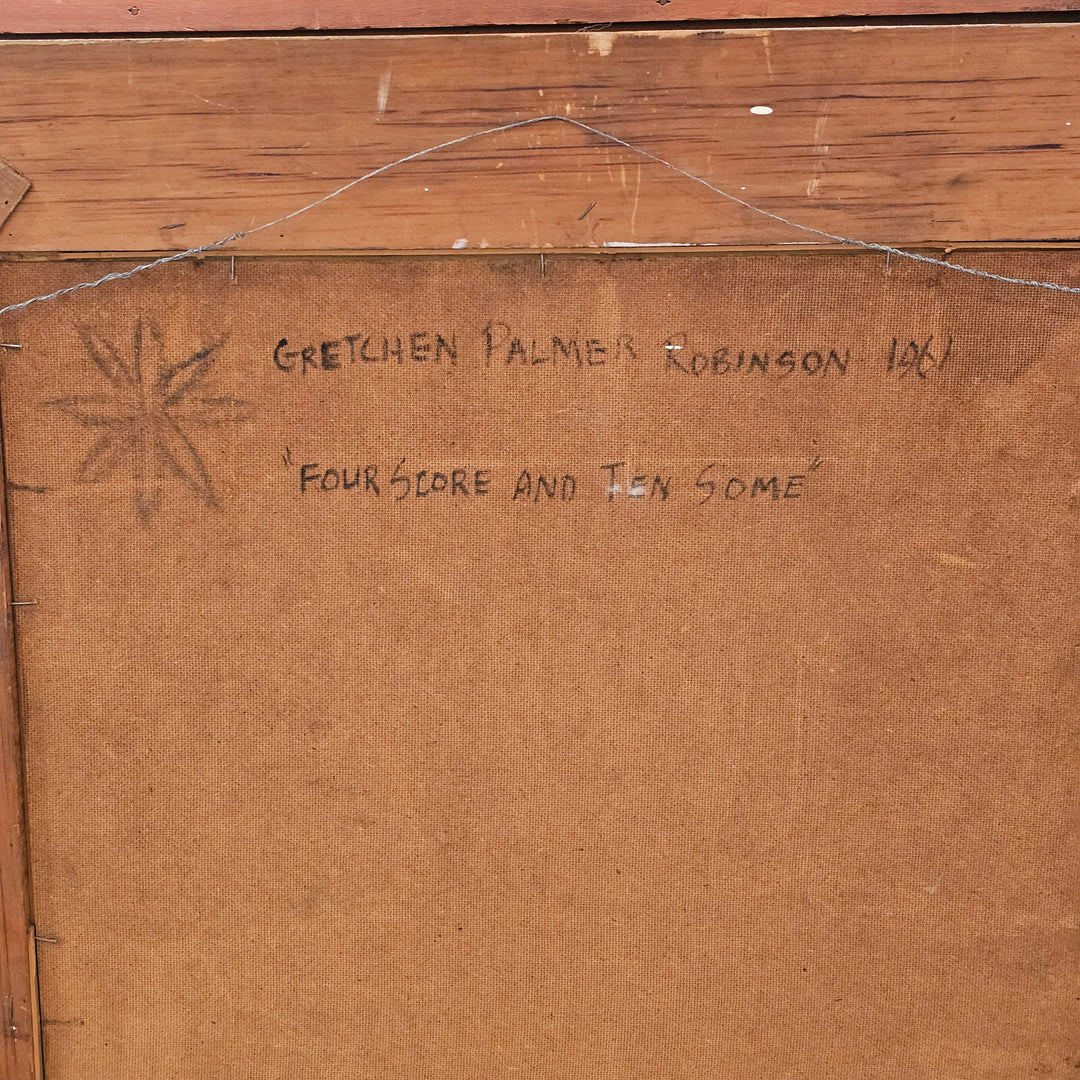 GRETCHEN PALMER ROBINSON 1961
"FOUR SCORE AND TEN SOME"